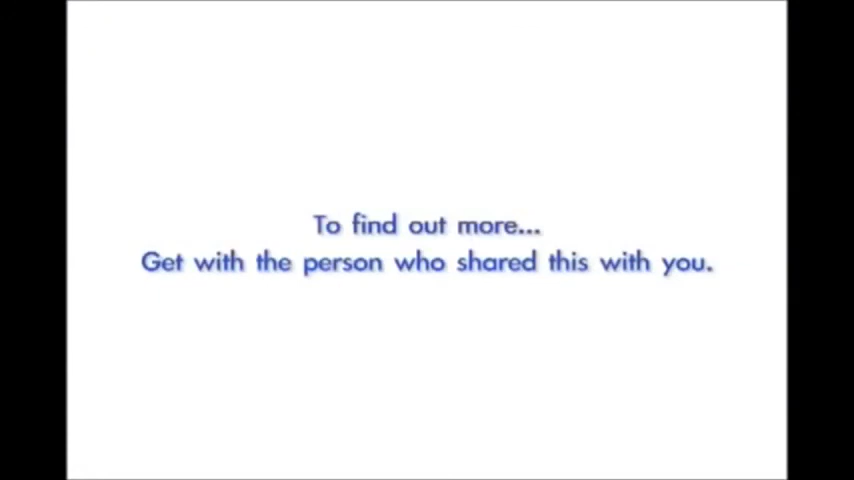 To find out more...
Get with the person who shared this with you.